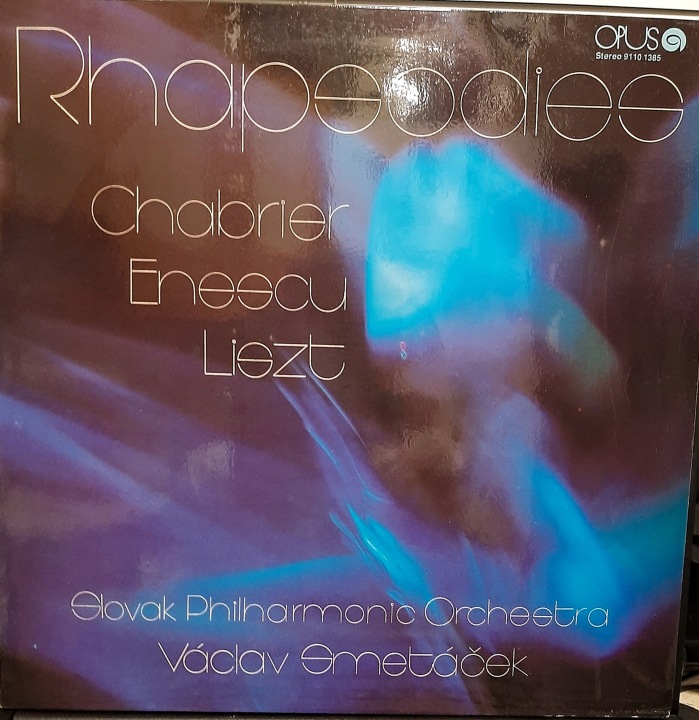 OPUS
Stereo 9110 1385
Rhapsodies
Chabrier
Enescu
Liszt
Slovak Philharmonic Orchestra
Václav Smetáček